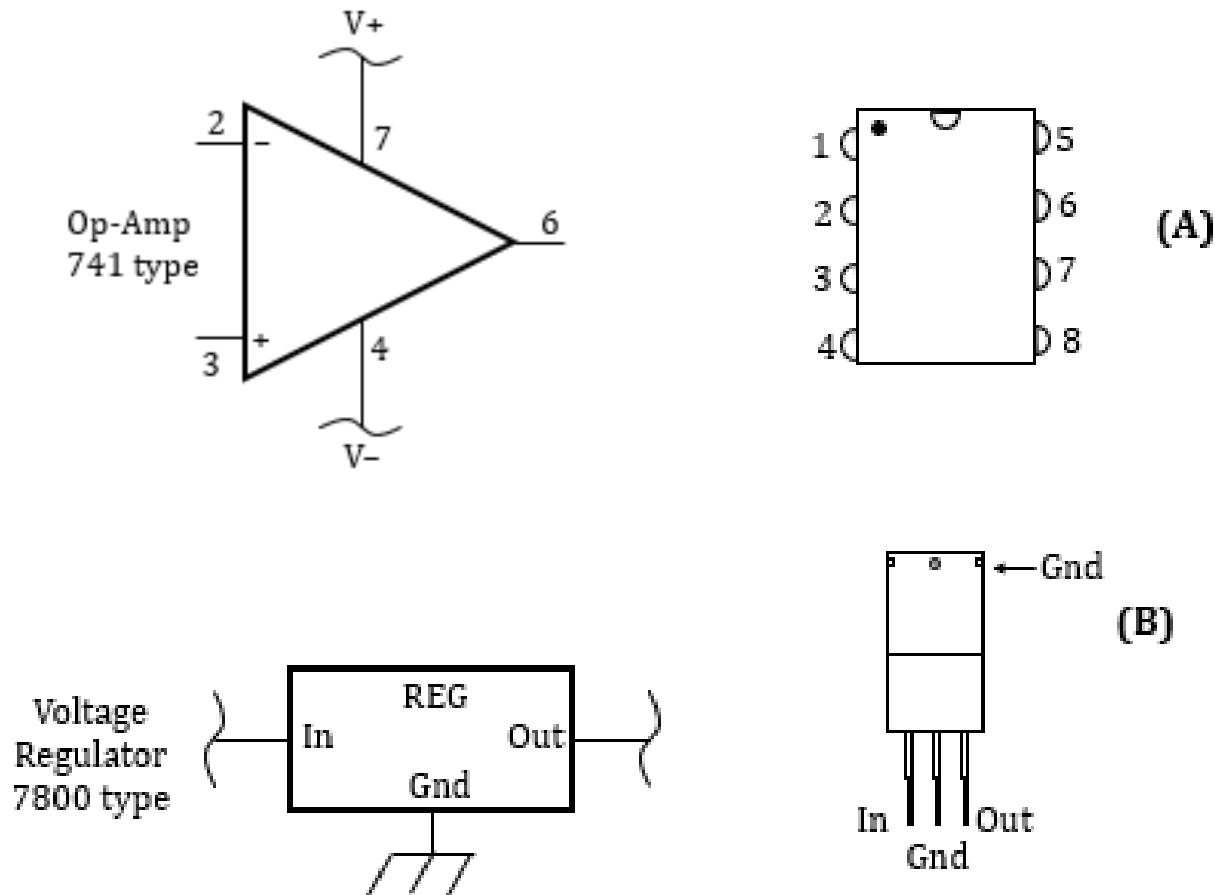 V+
2
−
7
Op-Amp
741 type
6
3
+
4
V−
1
2
3
4
5
6
7
8
(A)
Voltage
Regulator
7800 type
REG
In
Out
Gnd
Gnd
(B)
In
Out
Gnd